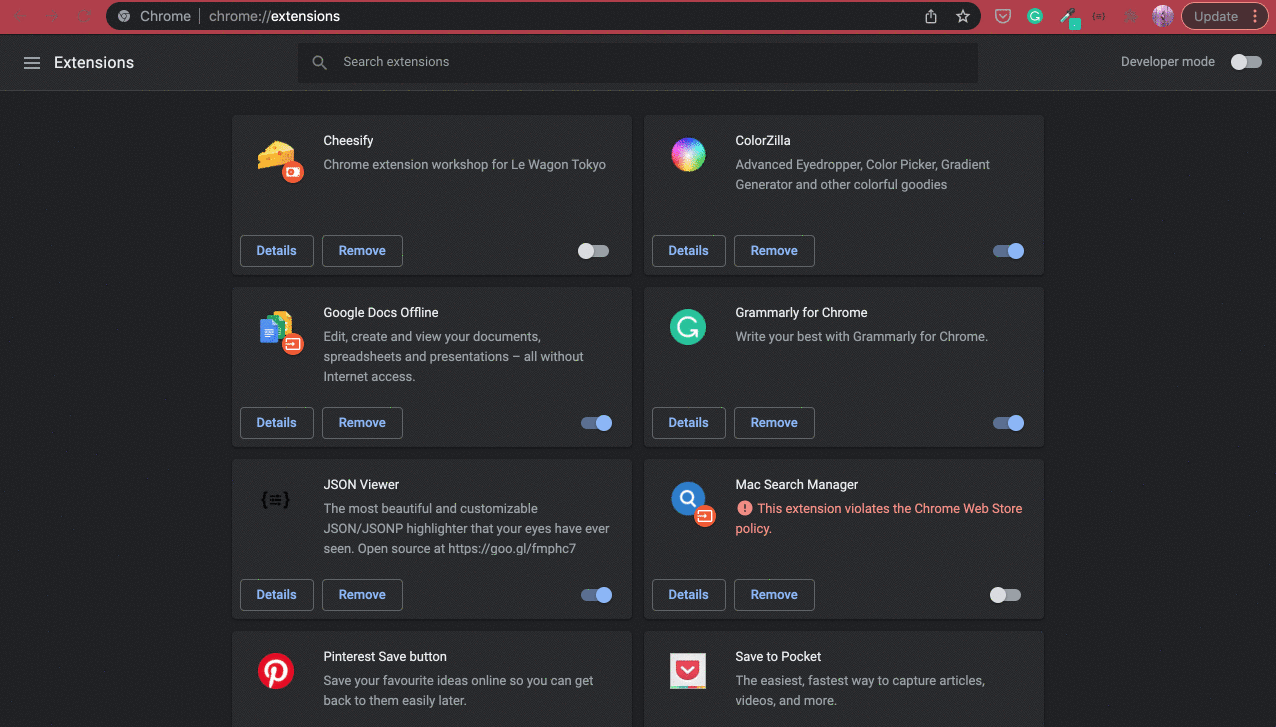 Chrome | chrome://extensions
Update
Extensions
Search extensions
Developer mode
Cheesify
Chrome extension workshop for Le Wagon Tokyo
Details
Remove
ColorZilla
Advanced Eyedropper, Color Picker, Gradient
Generator and other colorful goodies
Details
Remove
Google Docs Offline
Edit, create and view your documents,
spreadsheets and presentations – all without
Internet access.
Details
Remove
Grammarly for Chrome
Write your best with Grammarly for Chrome.
Details
Remove
JSON Viewer
The most beautiful and customizable
JSON/JSONP highlighter that your eyes have ever
seen. Open source at https://goo.gl/fmphc7
Details
Remove
Mac Search Manager
This extension violates the Chrome Web Store
policy.
Details
Remove
Pinterest Save button
Save your favourite ideas online so you can get
back to them easily later.
Save to Pocket
The easiest, fastest way to capture articles,
videos, and more.